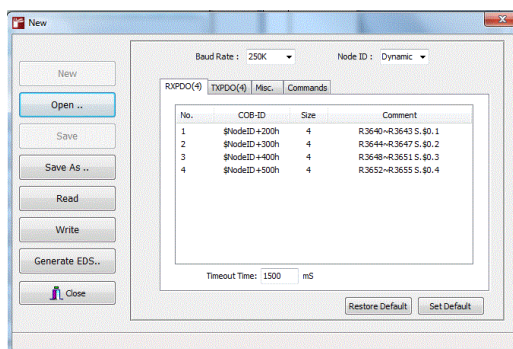 New
Baud Rate : 250K Node ID : Dynamic
New
Open ..
Save
Save As ..
Read
Write
Generate EDS..
Close
RXPDO(4) TXPDO(4) Misc. Commands
No. COB-ID Size Comment
1 $NodeID+200h 4 R3640~R3643 S.$0.1
2 $NodeID+300h 4 R3644~R3647 S.$0.2
3 $NodeID+400h 4 R3648~R3651 S.$0.3
4 $NodeID+500h 4 R3652~R3655 S.$0.4
Timeout Time: 1500 mS
Restore Default Set Default